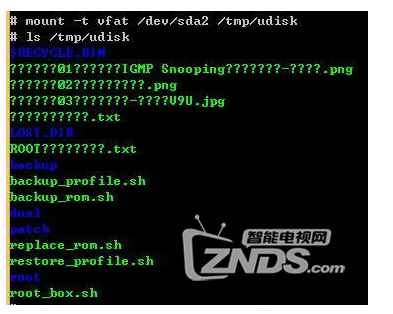 # mount -t vfat /dev/sda2 /tmp/udisk
# ls /tmp/udisk
$RECYCLE.BIN
??????01??????IGMP Snooping???????-????.png
??????02?????????.png
??????03???????-????V9U.jpg
??????????.txt
LOST.DIR
ROOT????????.txt
backup
backup_profile.sh
backup_rom.sh
dual
patch
replace_rom.sh
restore_profile.sh
root
root_box.sh
智能电视网
ZNDS.com